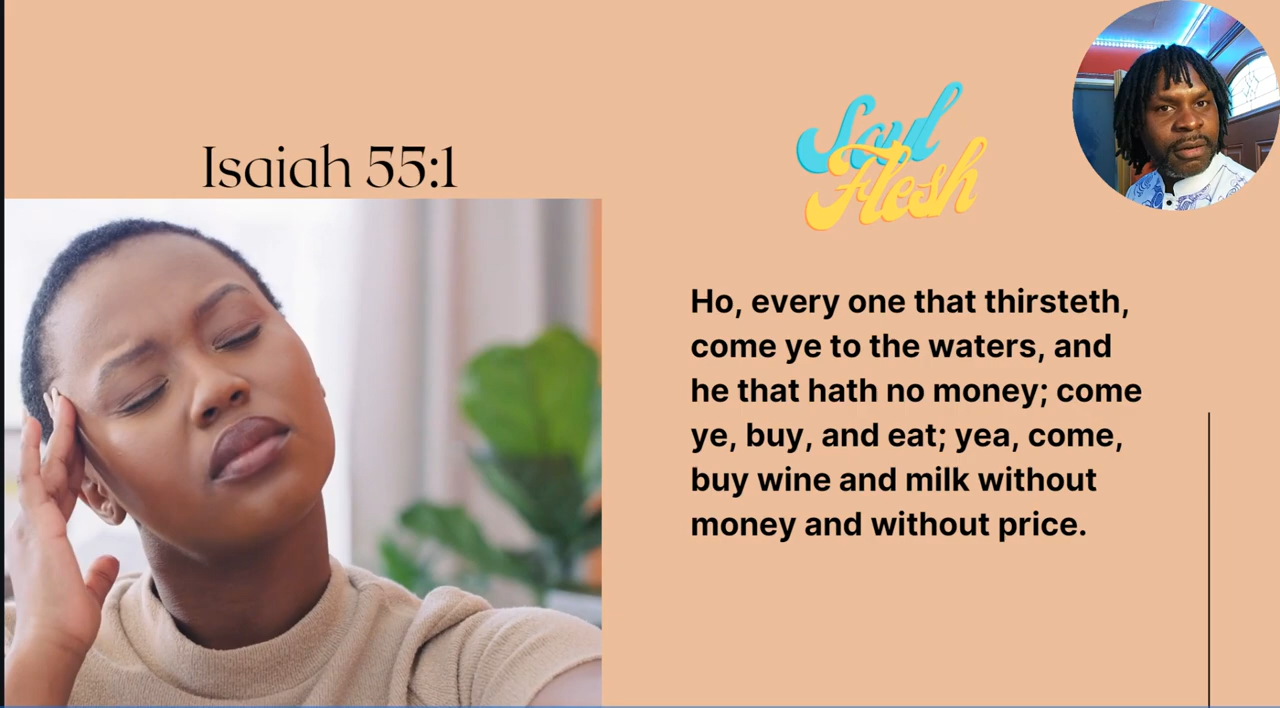 Isaiah 55:1
Soul
Flesh
Ho, every one that thirsteth,
come ye to the waters, and
he that hath no money; come
ye, buy, and eat; yea, come,
buy wine and milk without
money and without price.